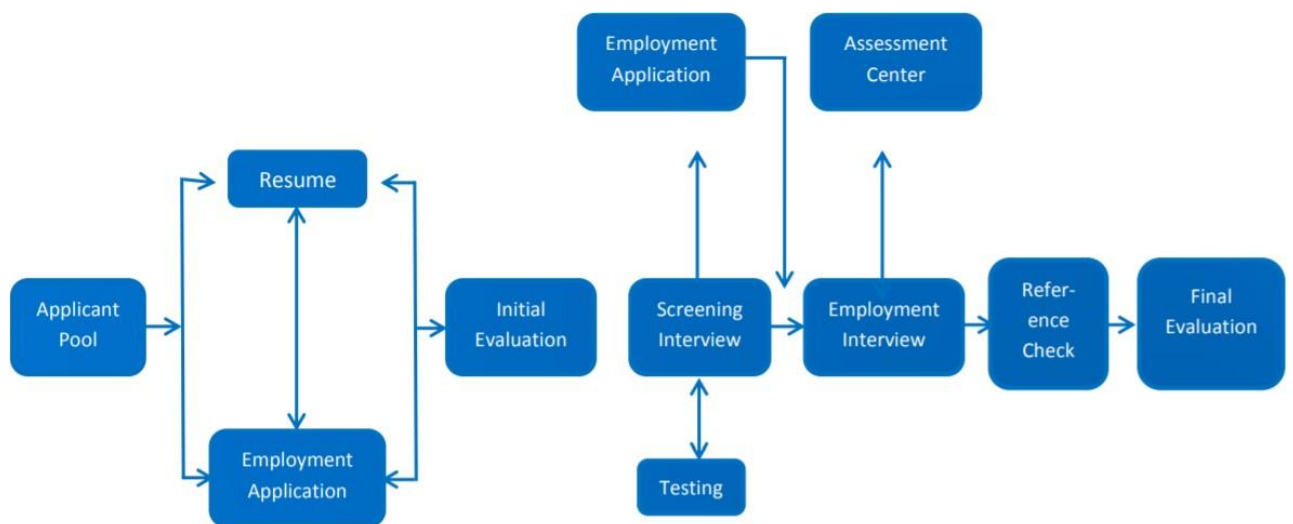 Employment
Application
Assessment
Center
Resume
Applicant
Pool
Initial
Evaluation
Screening
Interview
Employment
Interview
Refer-
ence
Check
Final
Evaluation
Employment
Application
Testing